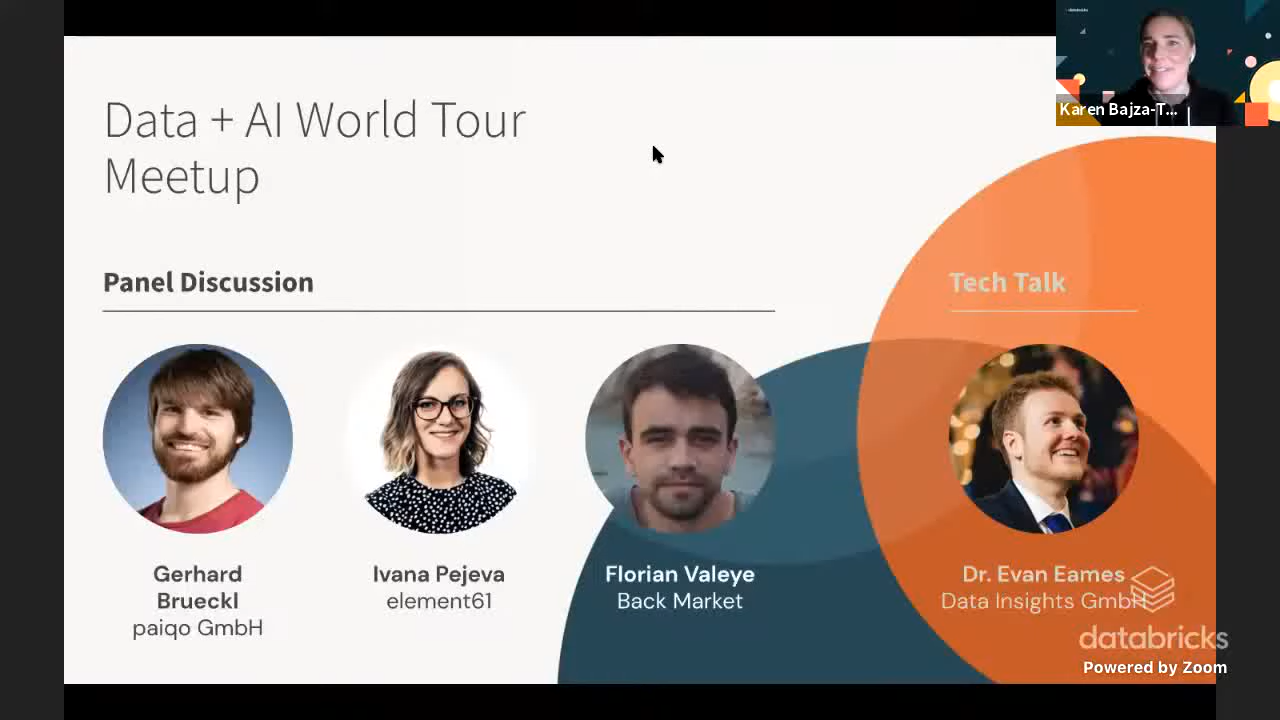 Data + AI World Tour
Meetup
Karen Bajza-T...
Panel Discussion
Tech Talk
Gerhard
Brueckl
paiqo GmbH
Ivana Pejeva
element61
Florian Valeye
Back Market
Dr. Evan Eames
Data Insights GmbH
databricks
Powered by Zoom